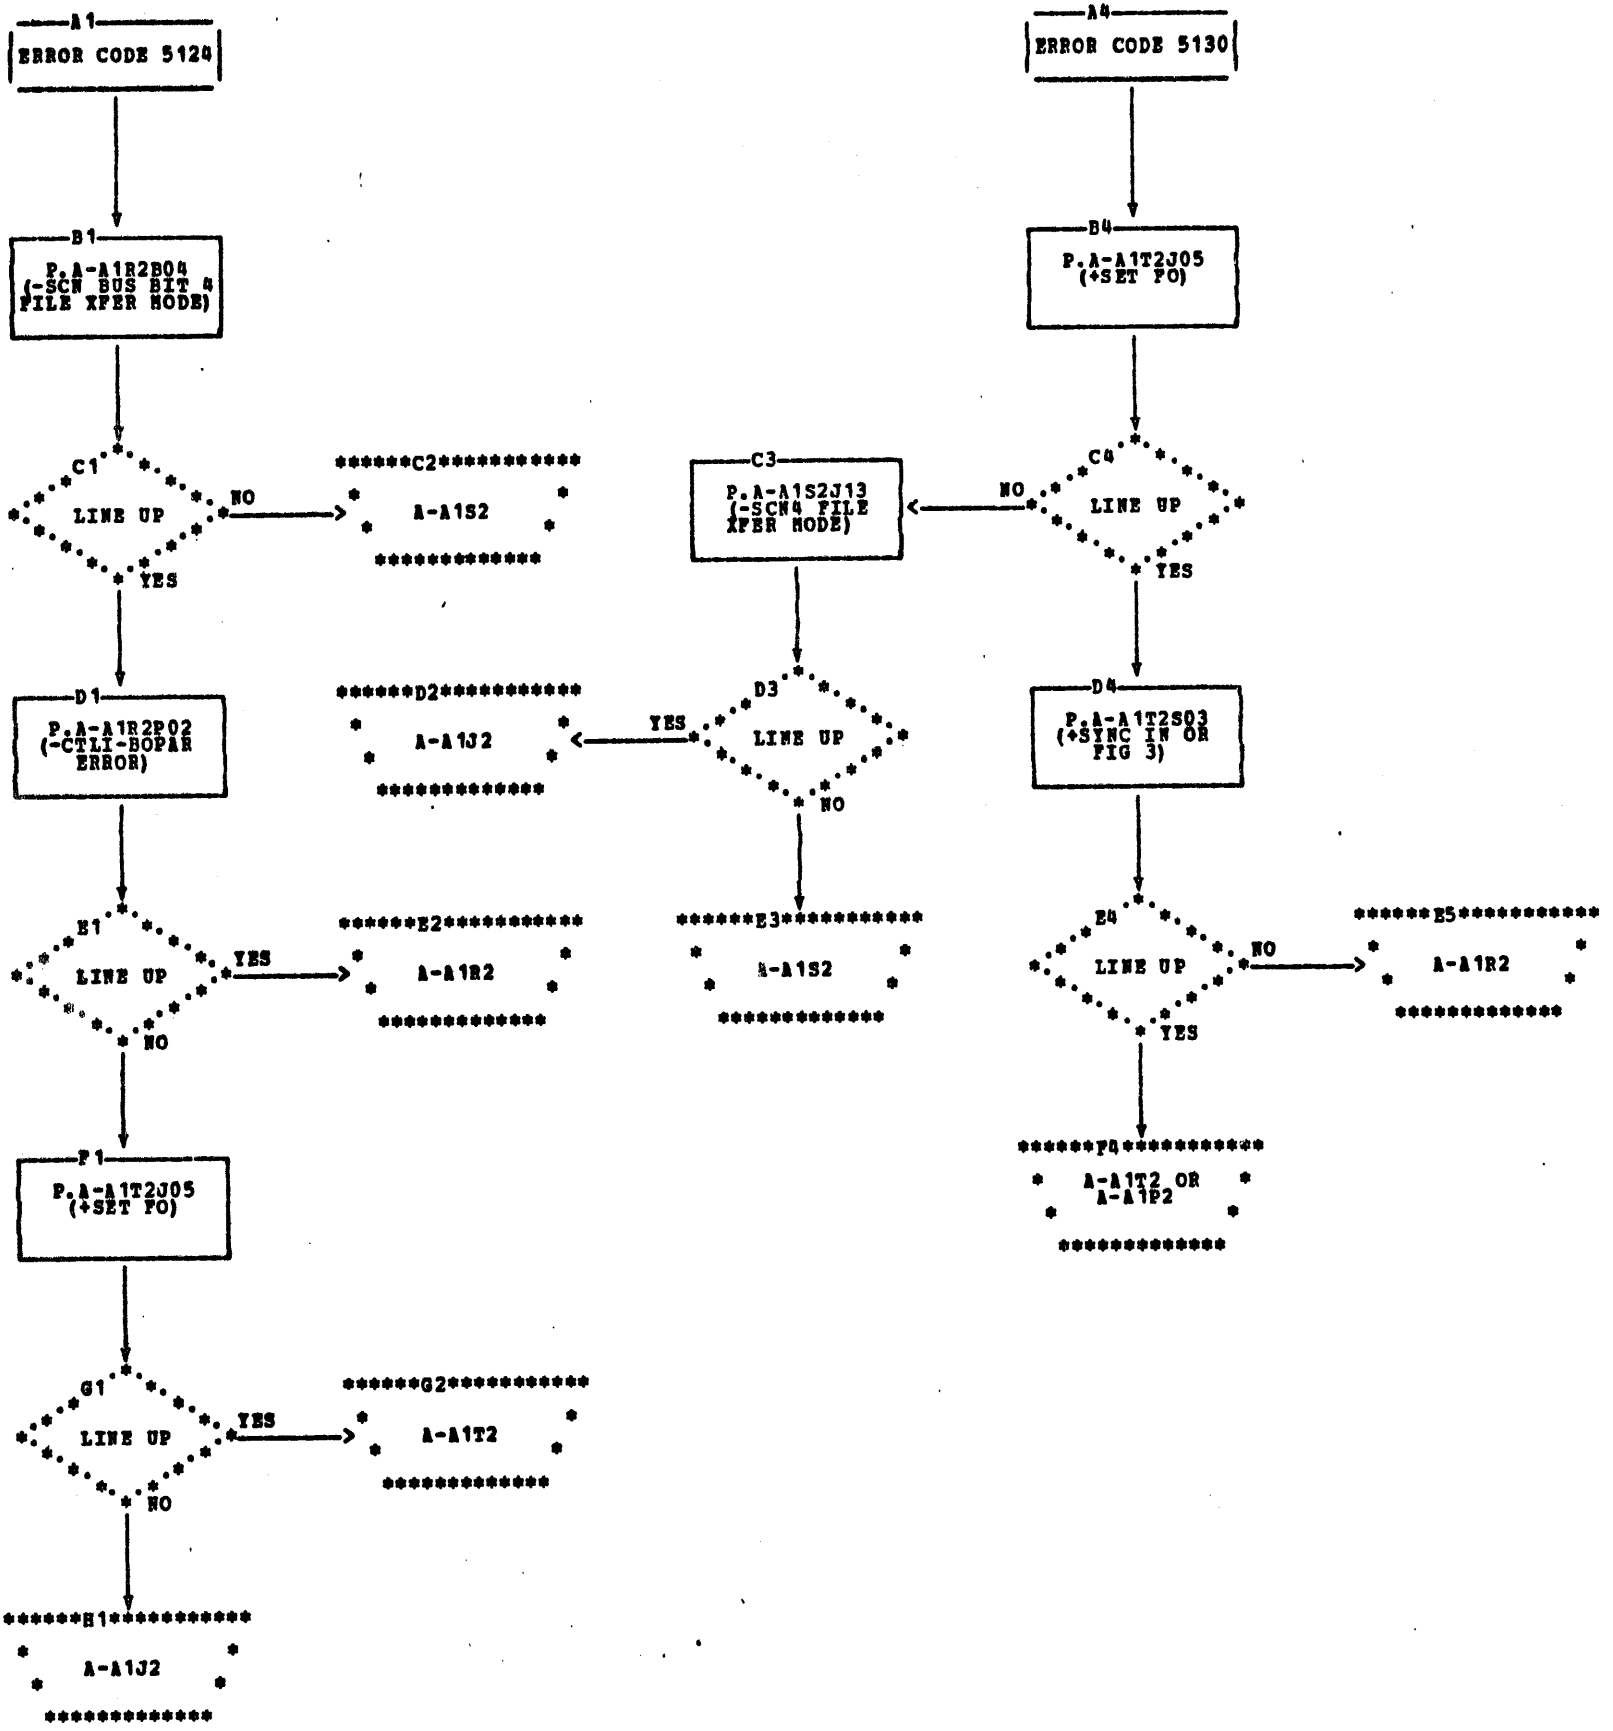 A1
ERROR CODE 5124
B1
P.A-A1R2B04
(-SCN BUS BIT 4
FILE XFER MODE)
C1
LINE UP
NO
YES
C2
A-A1S2
D1
P.A-A1R2P02
(-CTLI-BOPAR
ERROR)
E1
LINE UP
YES
NO
E2
A-A1R2
F1
P.A-A1T2J05
(+SET FO)
G1
LINE UP
YES
NO
G2
A-A1T2
H1
A-A1J2
A4
ERROR CODE 5130
B4
P.A-A1T2J05
(+SET FO)
C4
LINE UP
NO
YES
C3
P.A-A1S2J13
(-SCN4 FILE
XFER MODE)
D3
LINE UP
YES
NO
D2
A-A1J2
E3
A-A1S2
D4
P.A-A1T2S03
(+SYNC IN OR
FIG 3)
E4
LINE UP
NO
YES
E5
A-A1R2
F4
A-A1T2 OR
A-A1P2